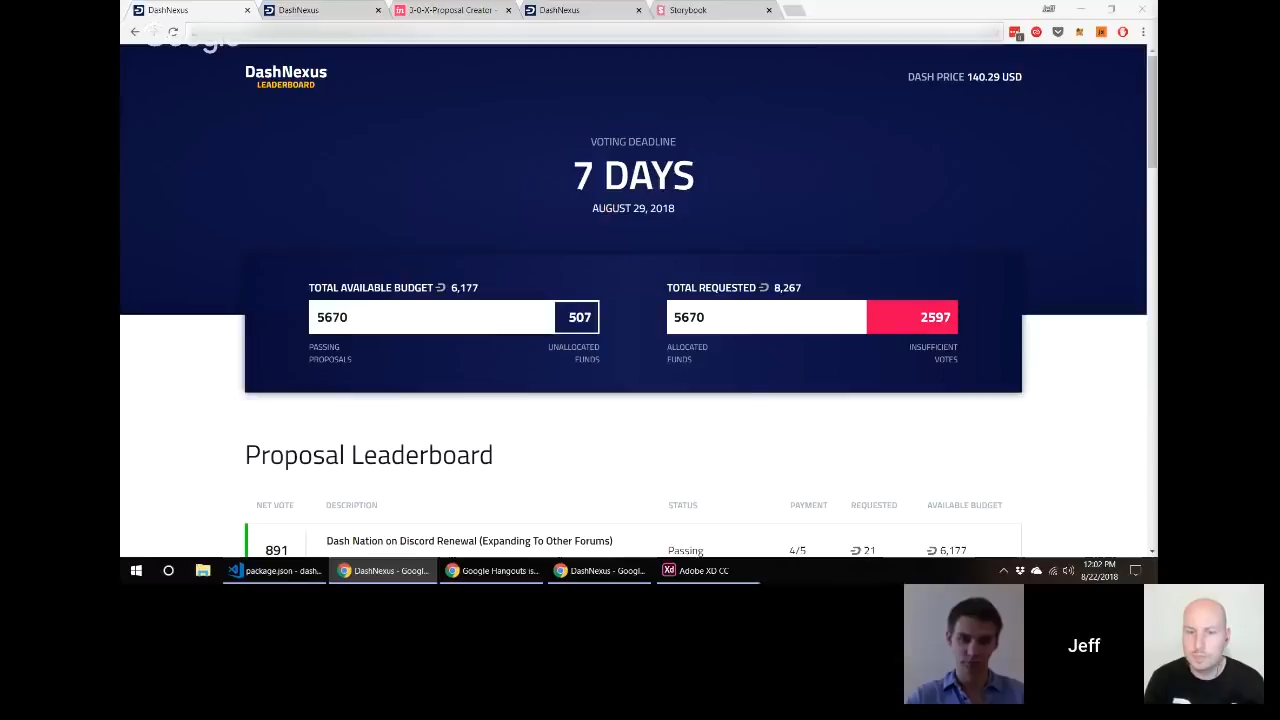 DashNexus
DashNexus
J-0-X-Proposal Creator -
DashNexus
Storybook
Jeff
Google
DashNexus
LEADERBOARD
DASH PRICE 140.29 USD
VOTING DEADLINE
7 DAYS
AUGUST 29, 2018
TOTAL AVAILABLE BUDGET 6,177
TOTAL REQUESTED 8,267
5670
507
5670
2597
PASSING
PROPOSALS
UNALLOCATED
FUNDS
ALLOCATED
FUNDS
INSUFFICIENT
VOTES
Proposal Leaderboard
NET VOTE
DESCRIPTION
STATUS
PAYMENT
REQUESTED
AVAILABLE BUDGET
891
Dash Nation on Discord Renewal (Expanding To Other Forums)
Passing
4/5
21
6,177
package.json - dash...
DashNexus - Googl...
Google Hangouts is...
DashNexus - Googl...
Xd
Adobe XD CC
12:02 PM
8/22/2018
Jeff